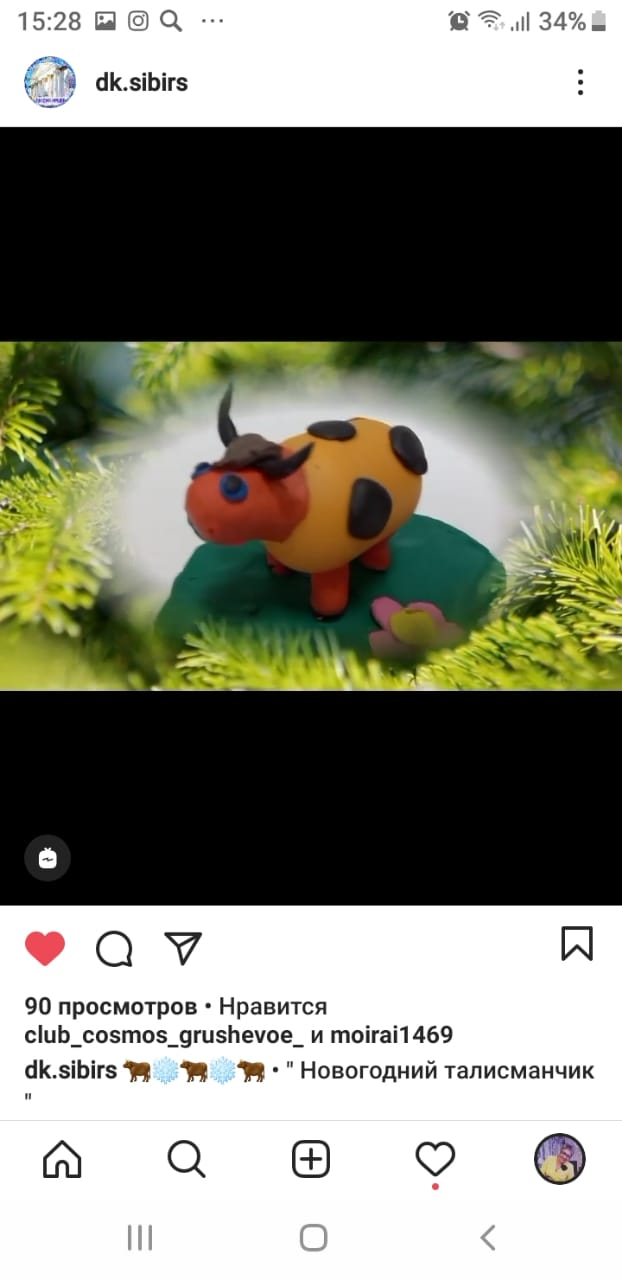 15:28 34%
dk.sibirs
90 просмотров • Нравится
club_cosmos_grushevoe_ и moirai1469
dk.sibirs 🐂❄️🐂❄️🐂 • " Новогодний талисманчик
"